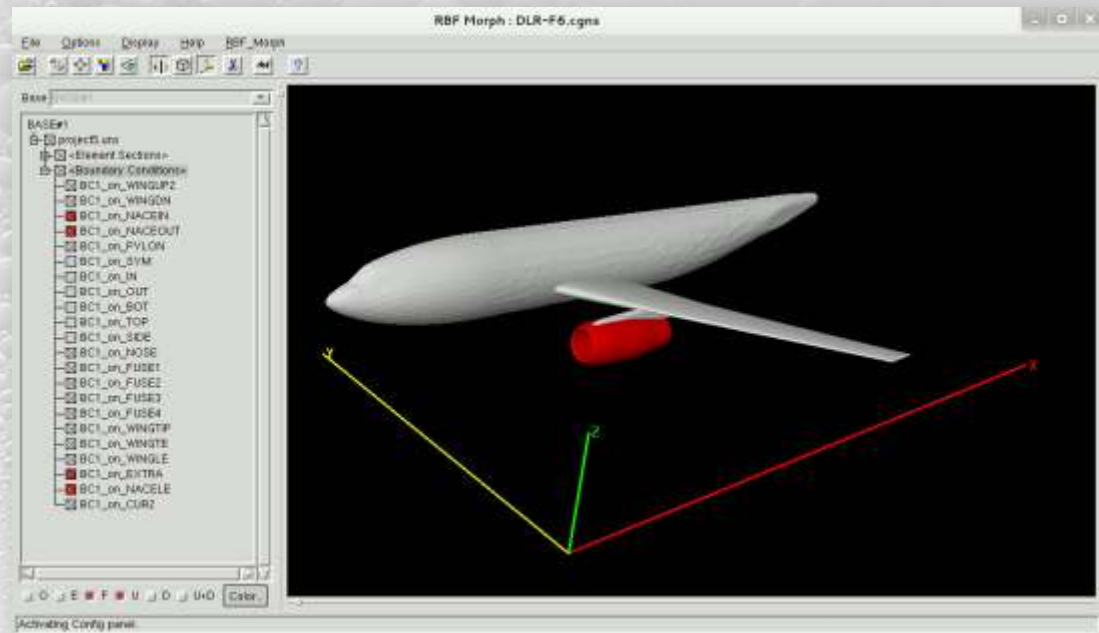 RBF Morph : DLR-F6.cgns
File Options Display Help RBF_Morph
Base
BASE#1
project5.uns
<Element Sections>
<Boundary Conditions>
BC1_on_WINGUP2
BC1_on_WINGDN
BC1_on_NACEIN
BC1_on_NACEOUT
BC1_on_PYLON
BC1_on_SYM
BC1_on_IN
BC1_on_OUT
BC1_on_BOT
BC1_on_TOP
BC1_on_SIDE
BC1_on_NOSE
BC1_on_FUSE1
BC1_on_FUSE2
BC1_on_FUSE3
BC1_on_FUSE4
BC1_on_WINGTIP
BC1_on_WINGTE
BC1_on_WINGLE
BC1_on_EXTRA
BC1_on_NACELE
BC1_on_CUR2
Y
X
Z
O E F U D U+D Color..
Activating Config panel.